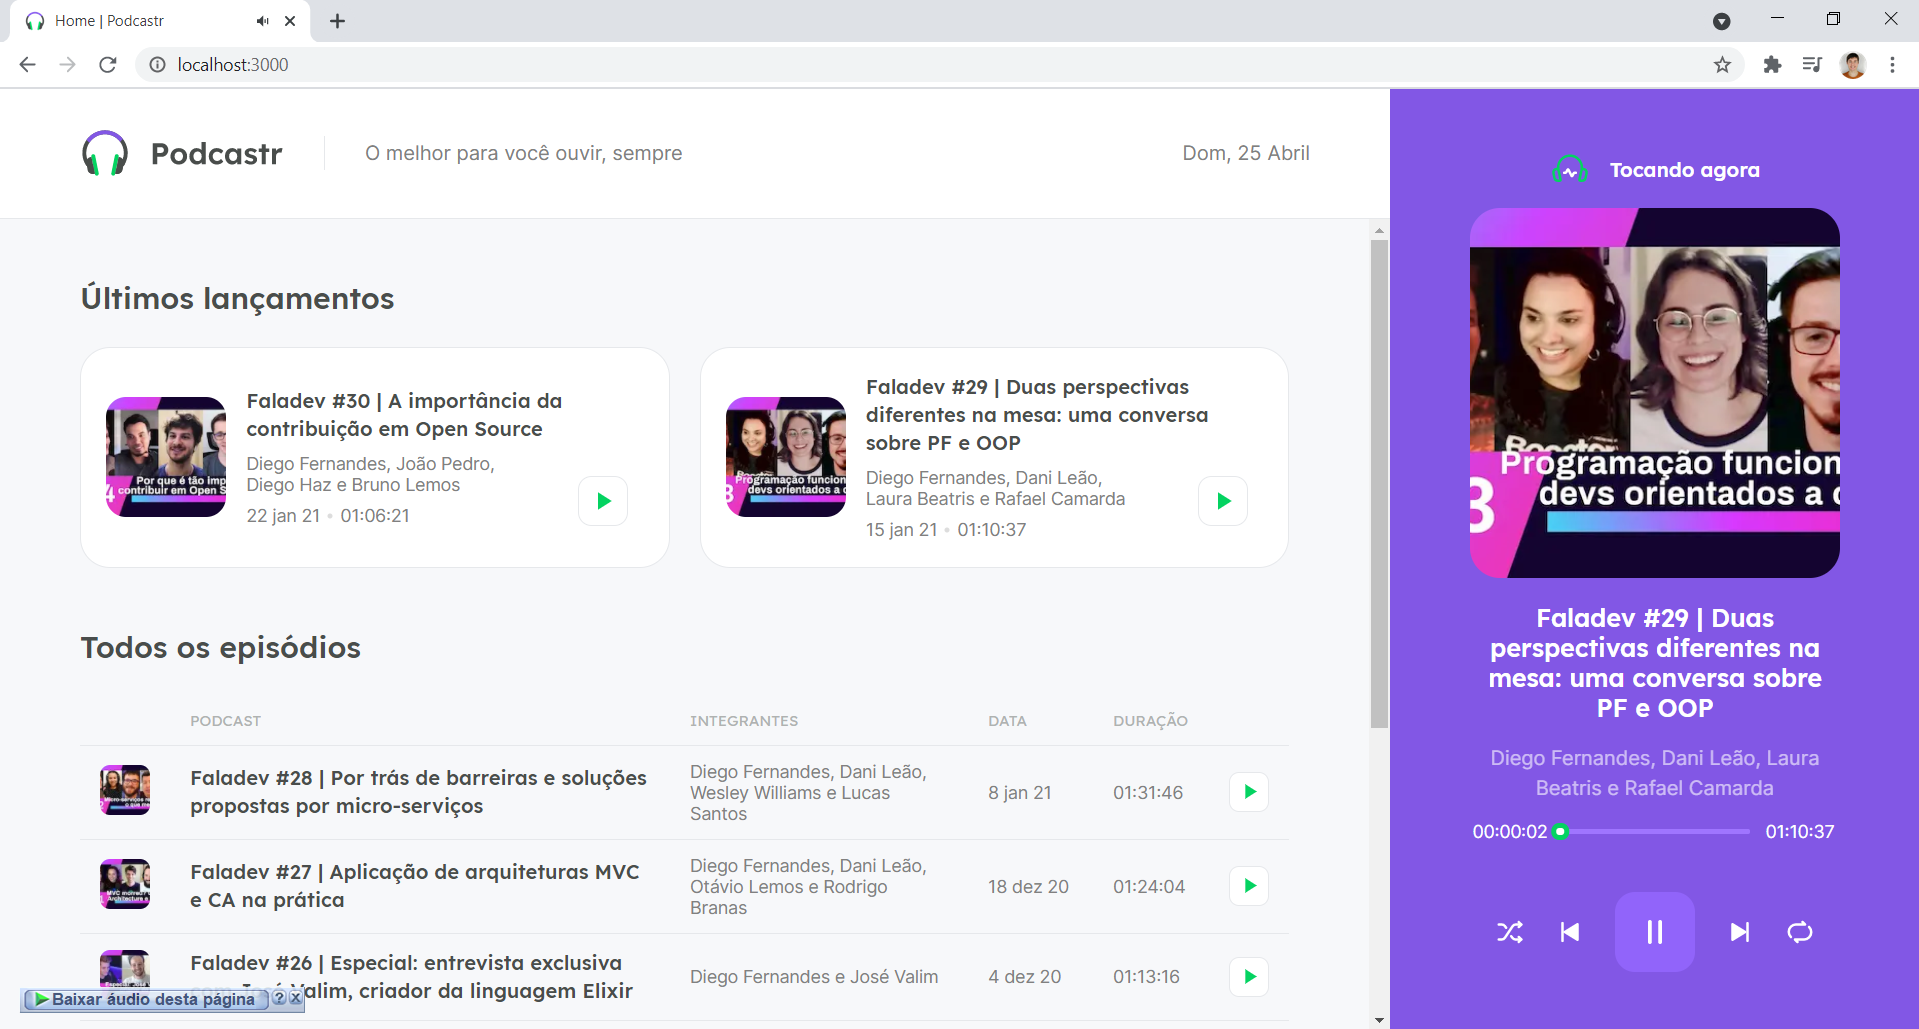 Home | Podcastr
localhost:3000
Podcastr
O melhor para você ouvir, sempre
Dom, 25 Abril
Últimos lançamentos
Por que é tão imp
contribuir em Open S
Faladev #30 | A importância da
contribuição em Open Source
Diego Fernandes, João Pedro,
Diego Haz e Bruno Lemos
22 jan 21 • 01:06:21
Programação funcion
devs orientados a
Faladev #29 | Duas perspectivas
diferentes na mesa: uma conversa
sobre PF e OOP
Diego Fernandes, Dani Leão,
Laura Beatris e Rafael Camarda
15 jan 21 • 01:10:37
Todos os episódios
PODCAST INTEGRANTES DATA DURAÇÃO
Faladev #28 | Por trás de barreiras e soluções
propostas por micro-serviços
Diego Fernandes, Dani Leão,
Wesley Williams e Lucas
Santos
8 jan 21
01:31:46
Faladev #27 | Aplicação de arquiteturas MVC
e CA na prática
Diego Fernandes, Dani Leão,
Otávio Lemos e Rodrigo
Branas
18 dez 20
01:24:04
Faladev #26 | Especial: entrevista exclusiva
com José Valim, criador da linguagem Elixir
Diego Fernandes e José Valim
4 dez 20
01:13:16
Baixar áudio desta página ? X
Tocando agora
Programação funcion
devs orientados a
3
Faladev #29 | Duas
perspectivas diferentes na
mesa: uma conversa sobre
PF e OOP
Diego Fernandes, Dani Leão, Laura
Beatris e Rafael Camarda
00:00:02
01:10:37